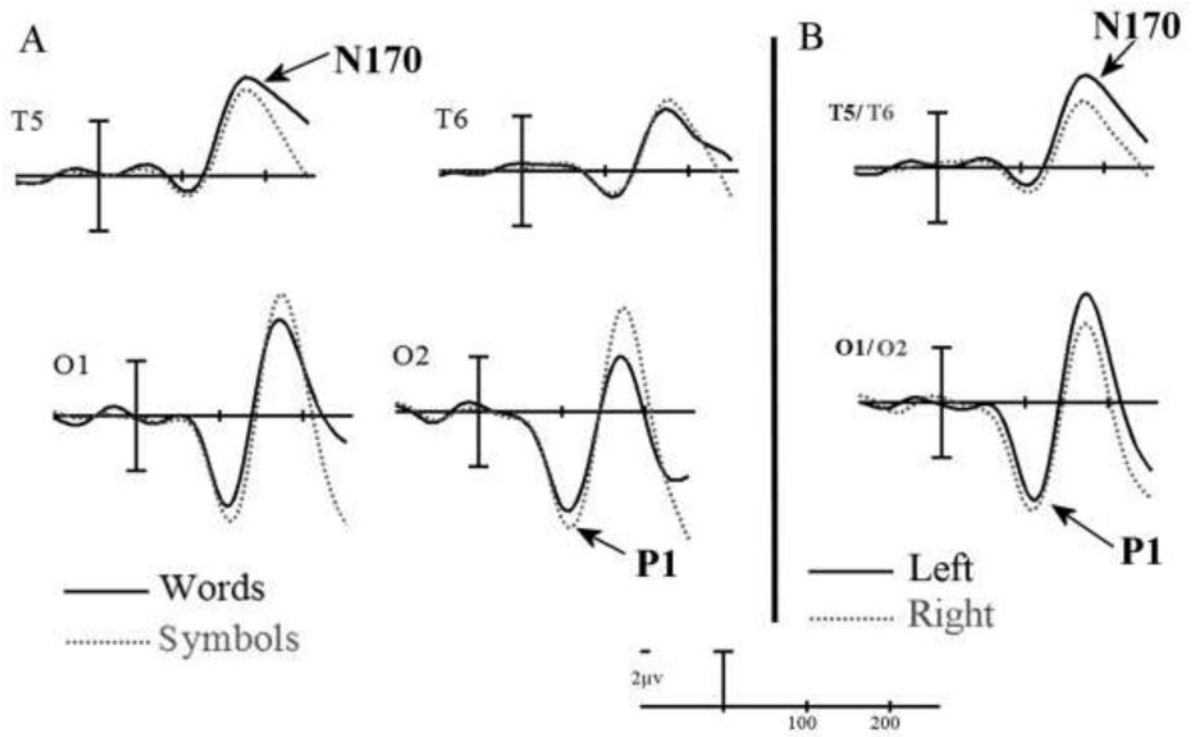 A
N170
T5
T6
O1
O2
P1
Words
Symbols
B
N170
T5/T6
O1/O2
P1
Left
Right
-
2μv
100
200